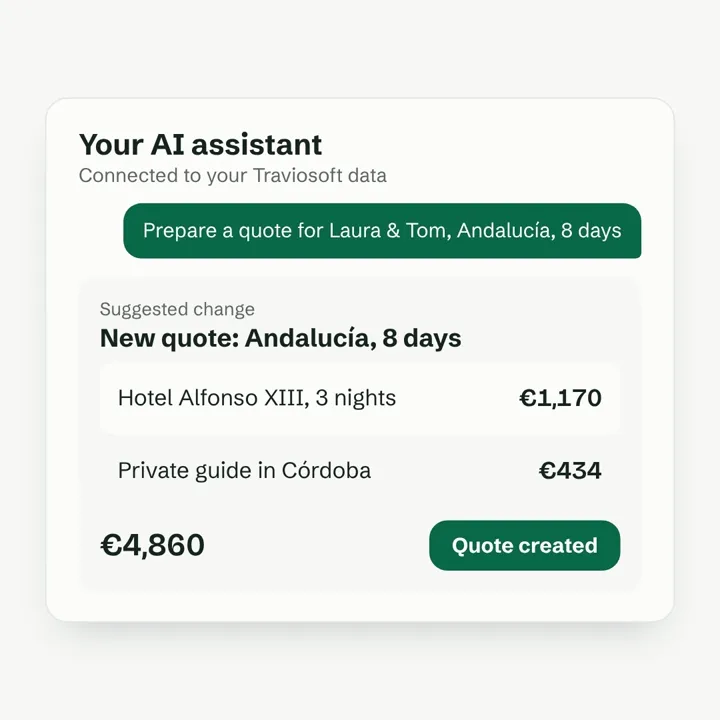 Your AI assistant
Connected to your Traviosoft data
Prepare a quote for Laura & Tom, Andalucía, 8 days
Suggested change
New quote: Andalucía, 8 days
Hotel Alfonso XIII, 3 nights €1,170
Private guide in Córdoba €434
€4,860 Quote created